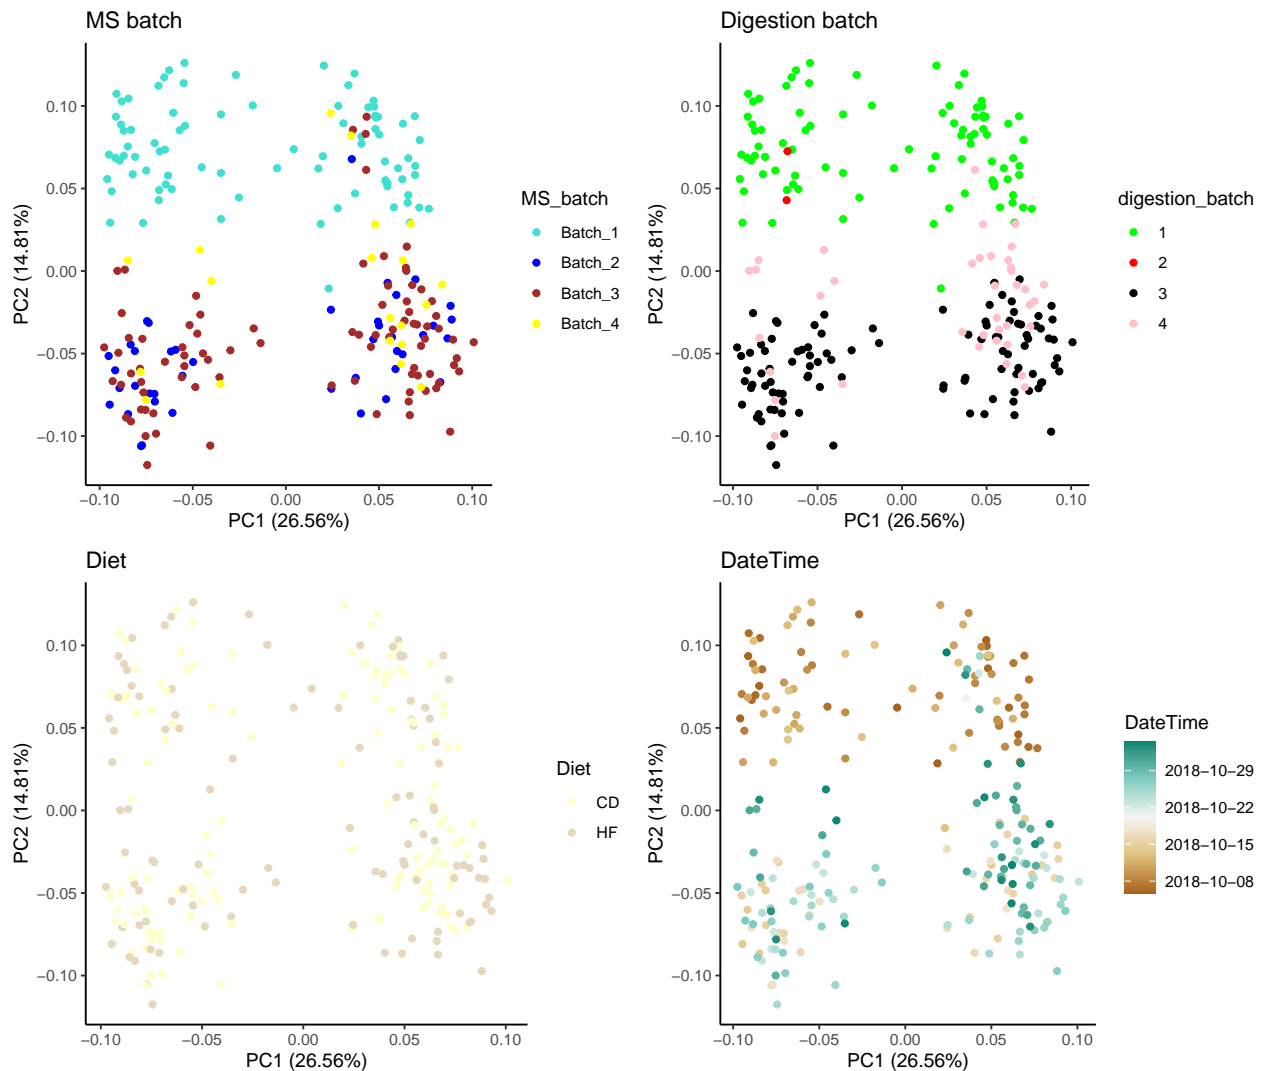 MS batch
0.10
0.05
0.00
−0.05
−0.10
PC2 (14.81%)
−0.10 −0.05 0.00 0.05 0.10
PC1 (26.56%)
MS_batch
Batch_1
Batch_2
Batch_3
Batch_4
Digestion batch
0.10
0.05
0.00
−0.05
−0.10
PC2 (14.81%)
−0.10 −0.05 0.00 0.05 0.10
PC1 (26.56%)
digestion_batch
1
2
3
4
Diet
0.10
0.05
0.00
−0.05
−0.10
PC2 (14.81%)
−0.10 −0.05 0.00 0.05 0.10
PC1 (26.56%)
Diet
CD
HF
DateTime
0.10
0.05
0.00
−0.05
−0.10
PC2 (14.81%)
−0.10 −0.05 0.00 0.05 0.10
PC1 (26.56%)
DateTime
2018−10−29
2018−10−22
2018−10−15
2018−10−08